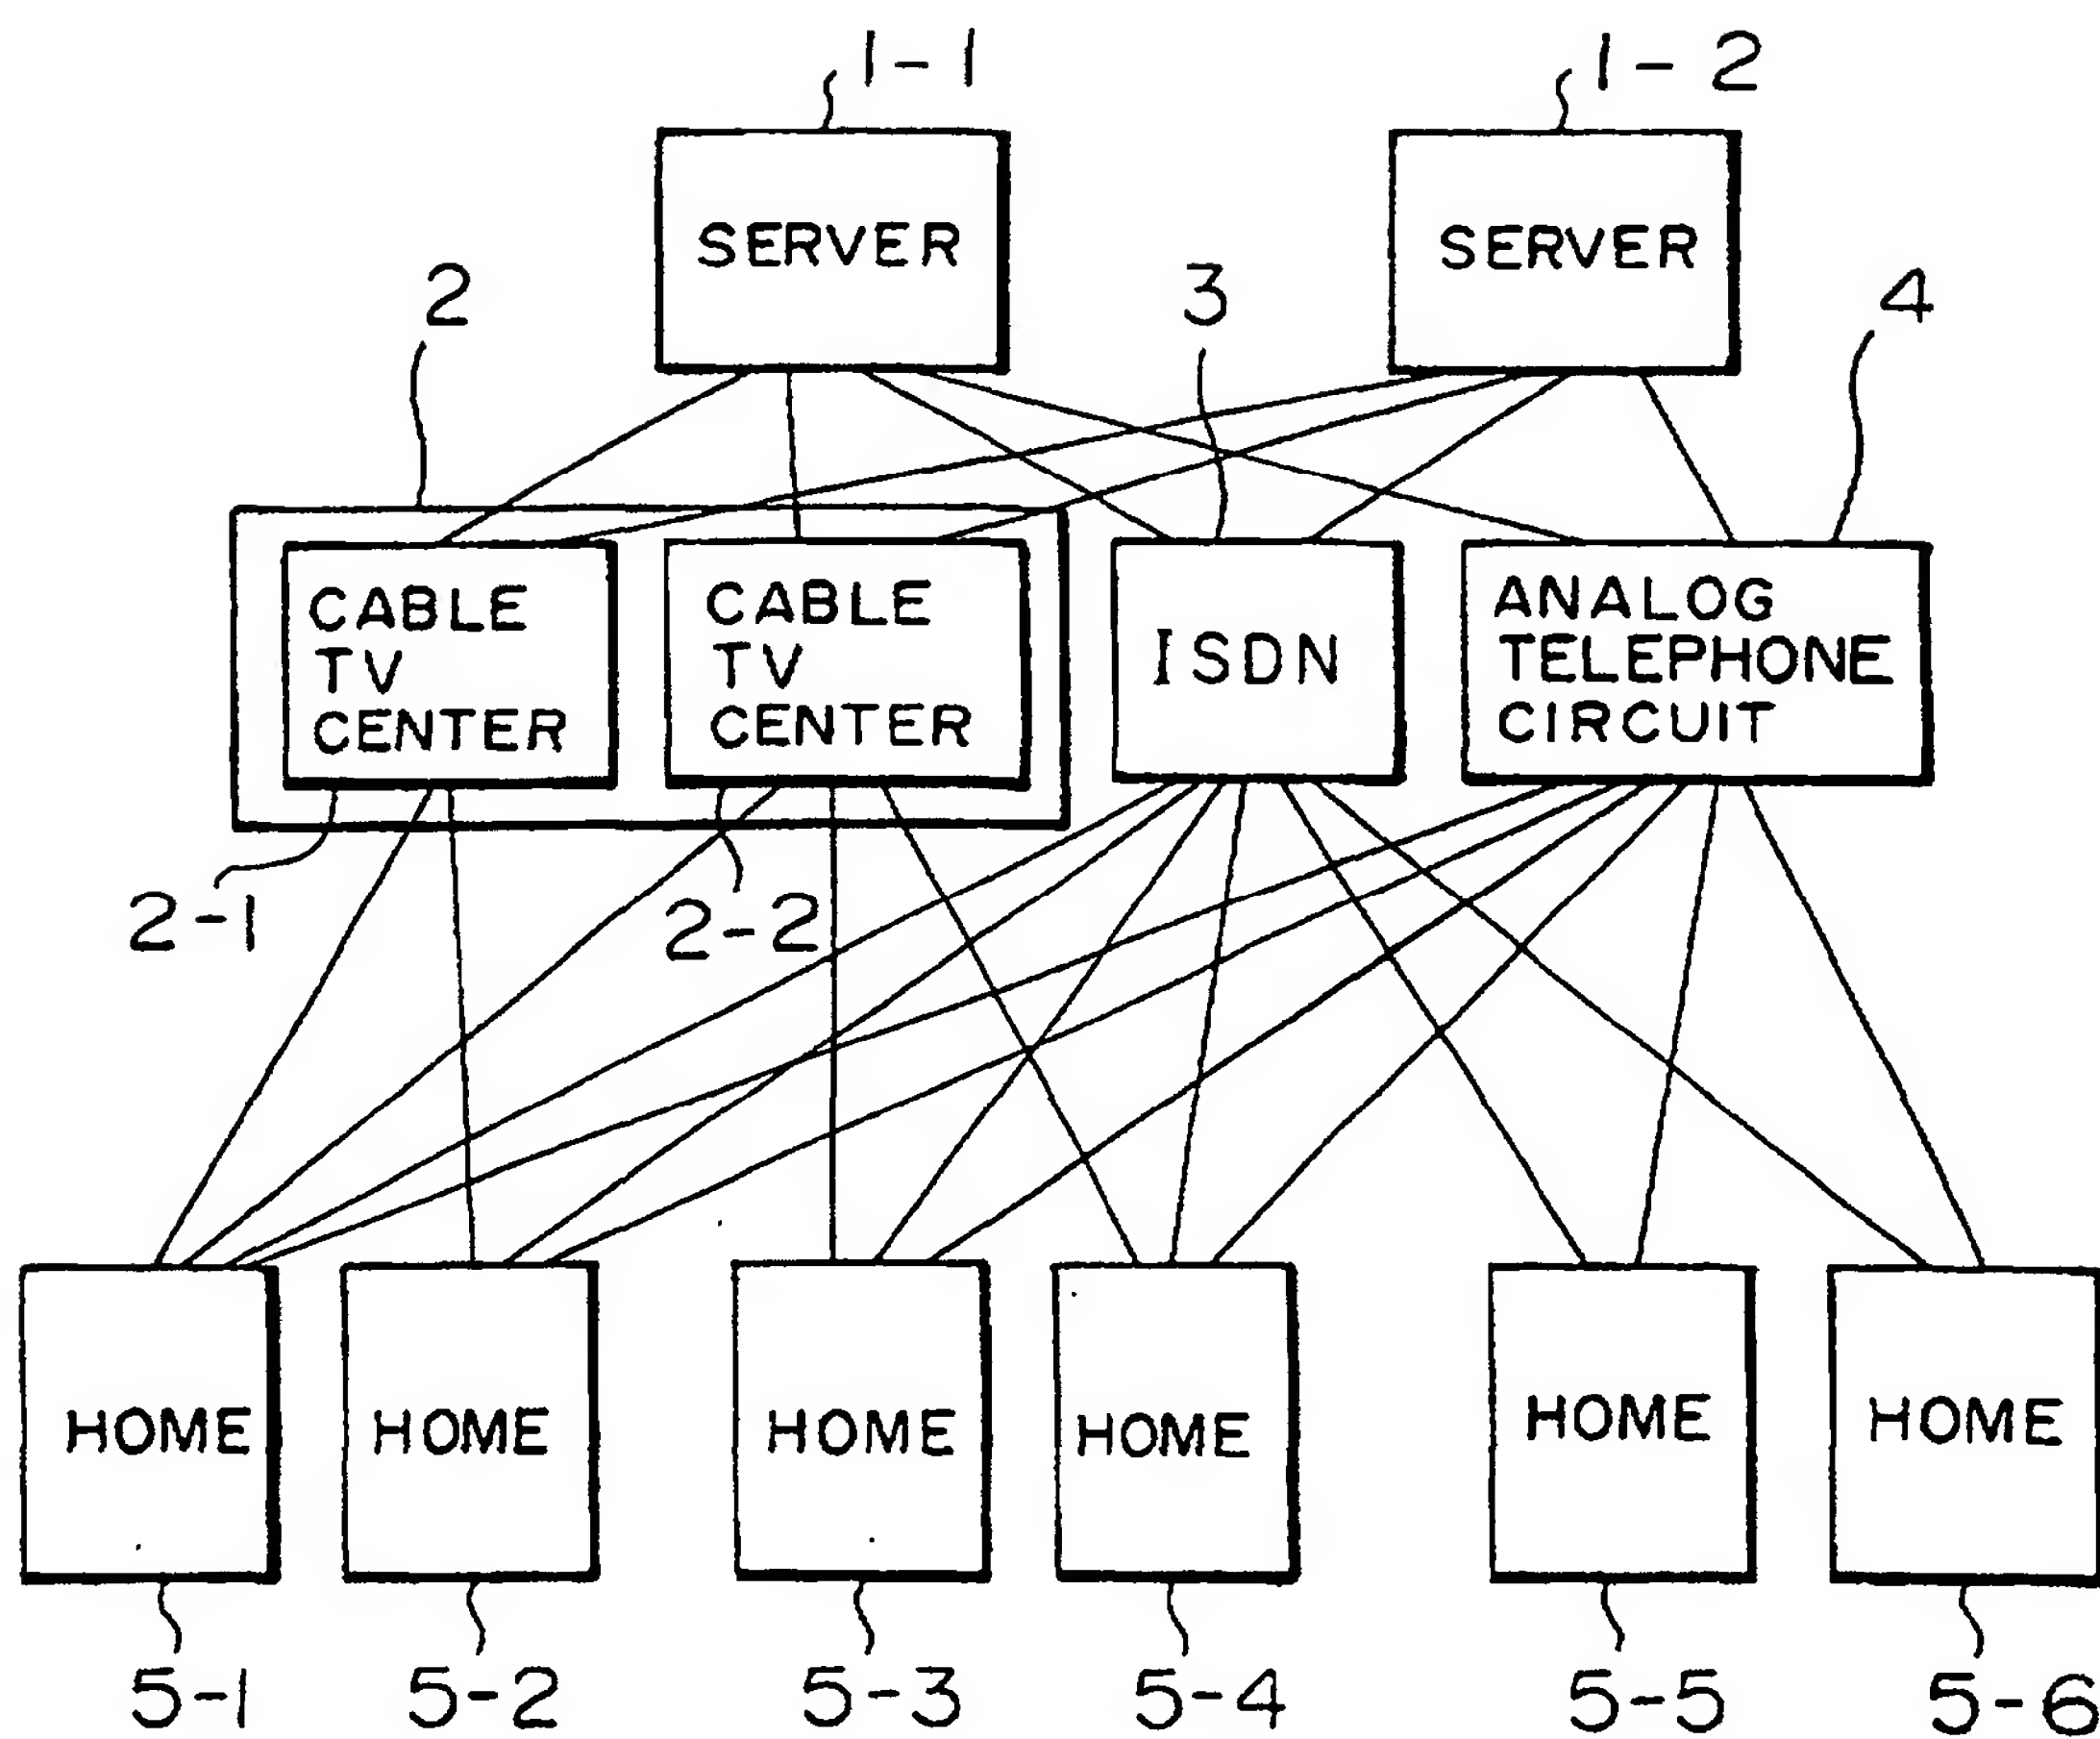 1-1
1-2
SERVER
SERVER
2
3
4
CABLE
TV
CENTER
CABLE
TV
CENTER
ISDN
ANALOG
TELEPHONE
CIRCUIT
2-1
2-2
HOME
HOME
HOME
HOME
HOME
HOME
5-1
5-2
5-3
5-4
5-5
5-6